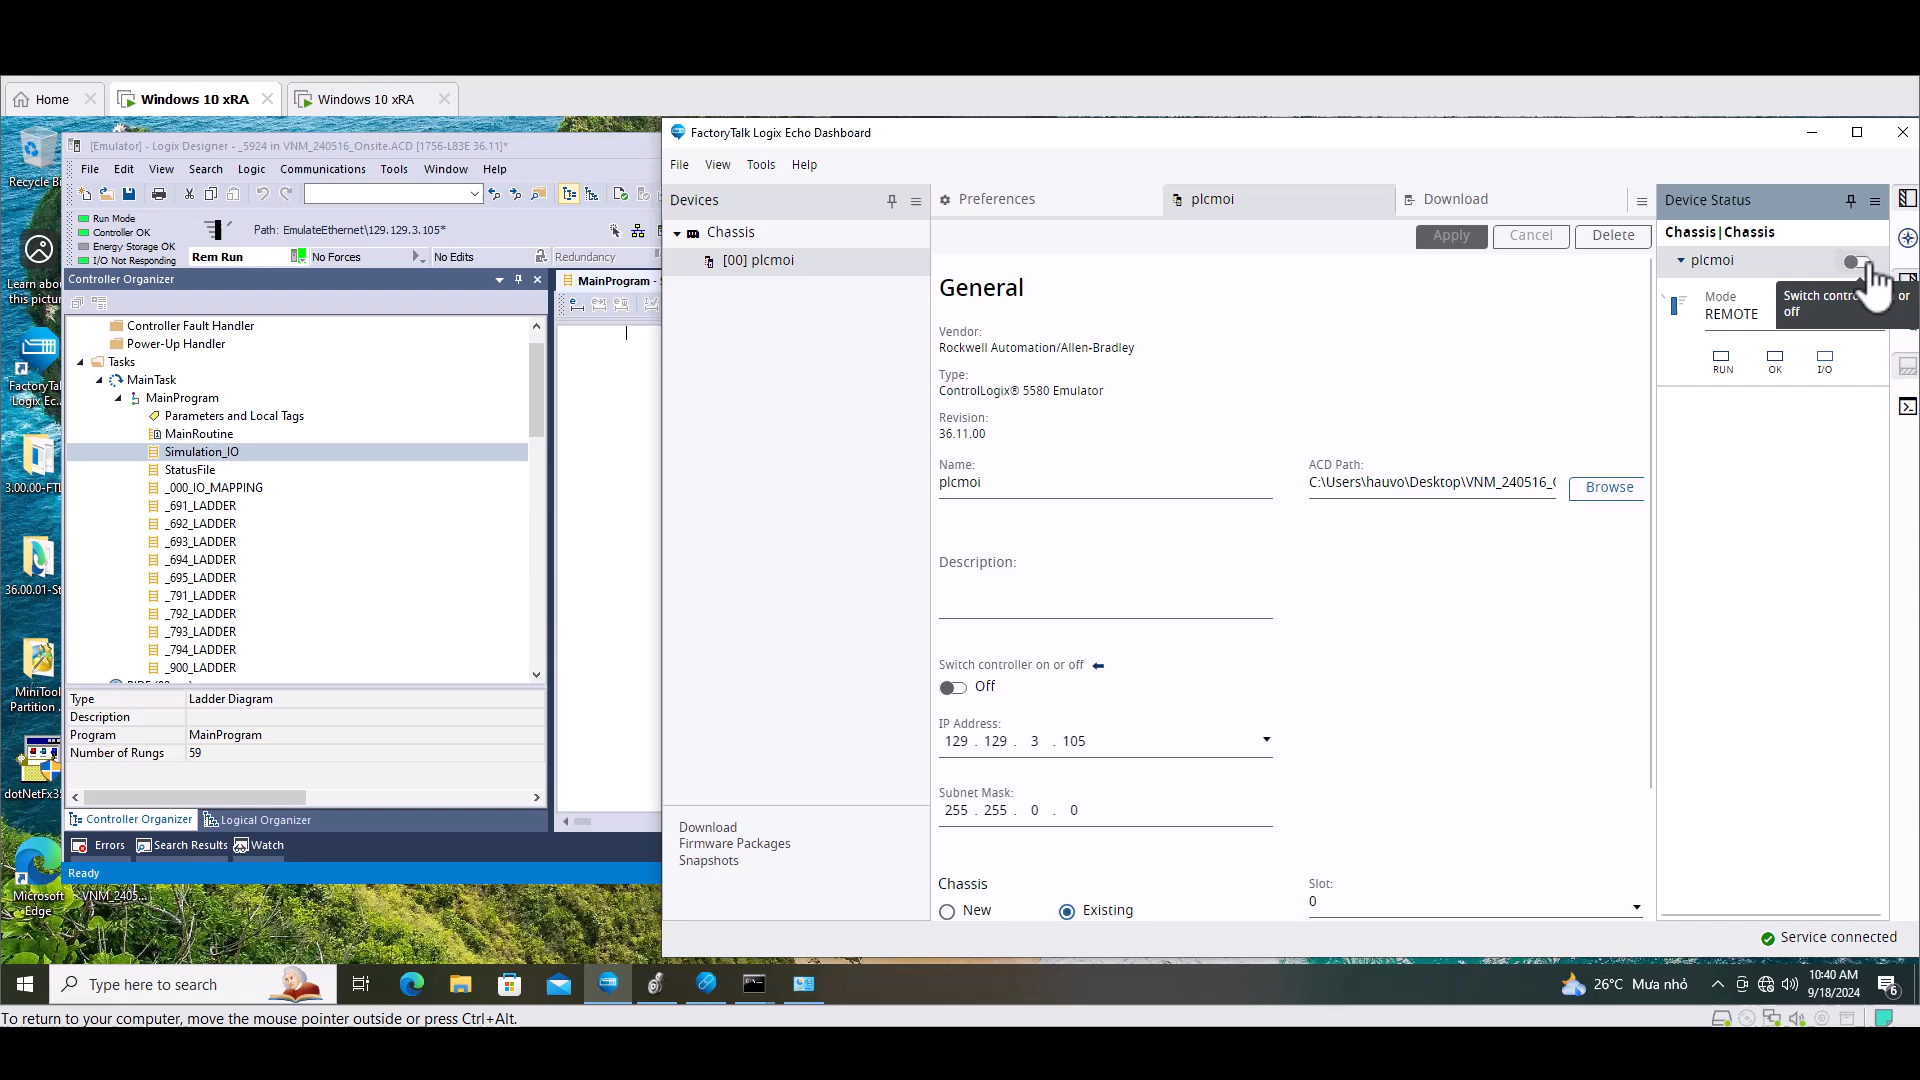 Home
Windows 10 xRA
Windows 10 xRA
Recycle Bi
Learn abou
this pictur
FactoryTal
Logix Ec...
3.00.00-FTL
36.00.01-St
MiniTool
Partition ...
dotNetFx35
Microsoft
Edge
VNM_2405...
[Emulator] - Logix Designer - _5924 in VNM_240516_Onsite.ACD [1756-L83E 36.11]*
File Edit View Search Logic Communications Tools Window Help
Run Mode
Controller OK
Energy Storage OK
I/O Not Responding
Path: EmulateEthernet\129.129.3.105*
Rem Run
No Forces
No Edits
Redundancy
Controller Organizer
Controller Fault Handler
Power-Up Handler
Tasks
MainTask
MainProgram
Parameters and Local Tags
MainRoutine
Simulation_IO
StatusFile
_000_IO_MAPPING
_691_LADDER
_692_LADDER
_693_LADDER
_694_LADDER
_695_LADDER
_791_LADDER
_792_LADDER
_793_LADDER
_794_LADDER
_900_LADDER
Type Ladder Diagram
Description
Program MainProgram
Number of Rungs 59
Controller Organizer
Logical Organizer
Errors
Search Results
Watch
Ready
MainProgram -
FactoryTalk Logix Echo Dashboard
File View Tools Help
Devices
Chassis
[00] plcmoi
Download
Firmware Packages
Snapshots
Preferences
plcmoi
Download
Apply
Cancel
Delete
General
Vendor:
Rockwell Automation/Allen-Bradley
Type:
ControlLogix® 5580 Emulator
Revision:
36.11.00
Name:
plcmoi
ACD Path:
C:\Users\hauvo\Desktop\VNM_240516_
Browse
Description:
Switch controller on or off
Off
IP Address:
129 . 129 . 3 . 105
Subnet Mask:
255 . 255 . 0 . 0
Chassis
New
Existing
Slot:
0
Device Status
Chassis|Chassis
plcmoi
Mode
REMOTE
Switch contr or
off
RUN
OK
I/O
Service connected
Type here to search
26°C Mưa nhỏ
10:40 AM
9/18/2024
6
To return to your computer, move the mouse pointer outside or press Ctrl+Alt.